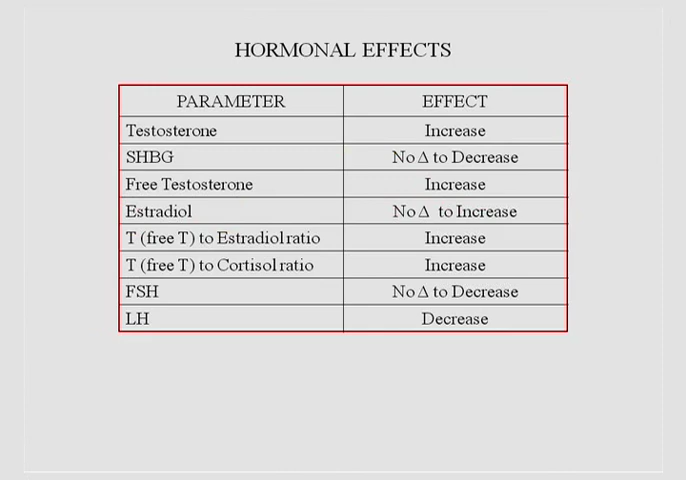 HORMONAL EFFECTS
PARAMETER EFFECT
Testosterone Increase
SHBG No Δ to Decrease
Free Testosterone Increase
Estradiol No Δ to Increase
T (free T) to Estradiol ratio Increase
T (free T) to Cortisol ratio Increase
FSH No Δ to Decrease
LH Decrease